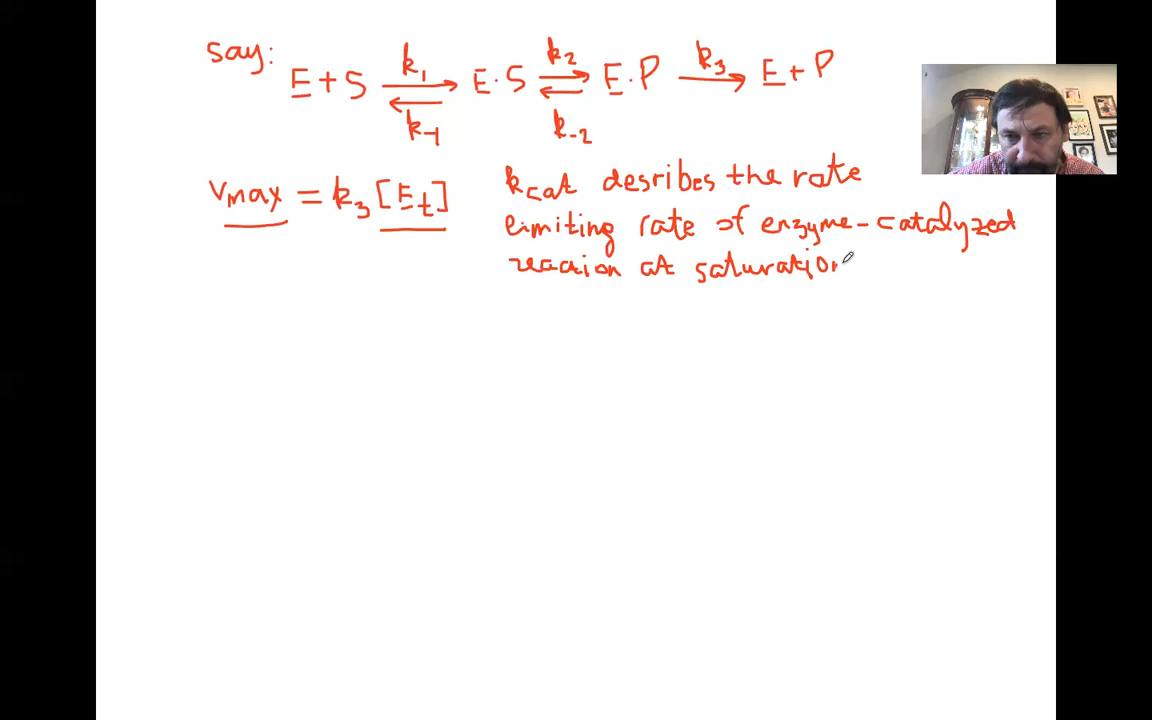 say:
E + S k1 k-1 E · S k2 k-2 E · P k3 E + P
Vmax = k3 [Et]
kcat desribes the rate
limiting rate of enzyme-catalyzed
reacion at saturation